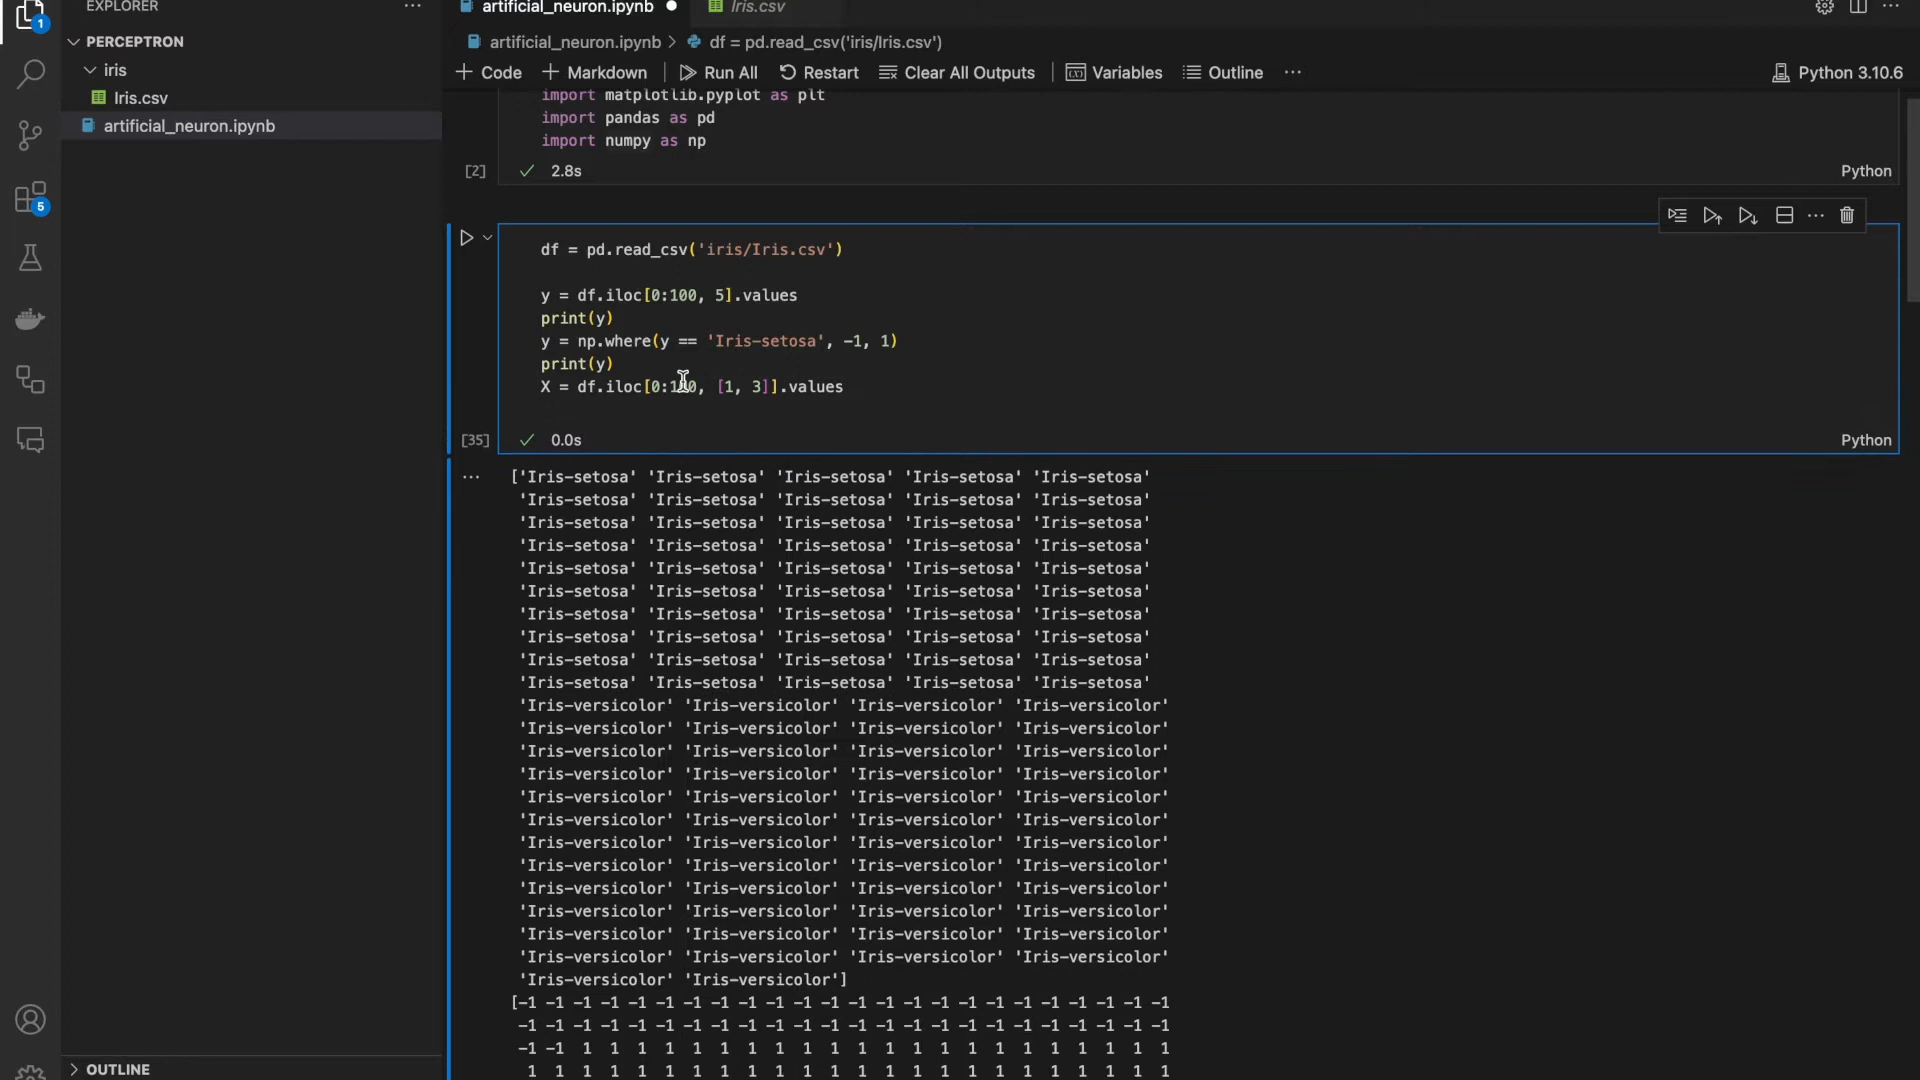 EXPLORER ···
artificial_neuron.ipynb ● Iris.csv
1
PERCEPTRON
iris
Iris.csv
artificial_neuron.ipynb
5
OUTLINE
artificial_neuron.ipynb > df = pd.read_csv('iris/Iris.csv')
+ Code + Markdown | Run All Restart Clear All Outputs | Variables Outline ··· Python 3.10.6
import matplotlib.pyplot as plt
import pandas as pd
import numpy as np
[2] ✓ 2.8s Python
df = pd.read_csv('iris/Iris.csv')
y = df.iloc[0:100, 5].values
print(y)
y = np.where(y == 'Iris-setosa', -1, 1)
print(y)
X = df.iloc[0:100, [1, 3]].values
[35] ✓ 0.0s Python
··· ['Iris-setosa' 'Iris-setosa' 'Iris-setosa' 'Iris-setosa' 'Iris-setosa'
'Iris-setosa' 'Iris-setosa' 'Iris-setosa' 'Iris-setosa' 'Iris-setosa'
'Iris-setosa' 'Iris-setosa' 'Iris-setosa' 'Iris-setosa' 'Iris-setosa'
'Iris-setosa' 'Iris-setosa' 'Iris-setosa' 'Iris-setosa' 'Iris-setosa'
'Iris-setosa' 'Iris-setosa' 'Iris-setosa' 'Iris-setosa' 'Iris-setosa'
'Iris-setosa' 'Iris-setosa' 'Iris-setosa' 'Iris-setosa' 'Iris-setosa'
'Iris-setosa' 'Iris-setosa' 'Iris-setosa' 'Iris-setosa' 'Iris-setosa'
'Iris-setosa' 'Iris-setosa' 'Iris-setosa' 'Iris-setosa' 'Iris-setosa'
'Iris-setosa' 'Iris-setosa' 'Iris-setosa' 'Iris-setosa' 'Iris-setosa'
'Iris-setosa' 'Iris-setosa' 'Iris-setosa' 'Iris-setosa' 'Iris-setosa'
'Iris-versicolor' 'Iris-versicolor' 'Iris-versicolor' 'Iris-versicolor'
'Iris-versicolor' 'Iris-versicolor' 'Iris-versicolor' 'Iris-versicolor'
'Iris-versicolor' 'Iris-versicolor' 'Iris-versicolor' 'Iris-versicolor'
'Iris-versicolor' 'Iris-versicolor' 'Iris-versicolor' 'Iris-versicolor'
'Iris-versicolor' 'Iris-versicolor' 'Iris-versicolor' 'Iris-versicolor'
'Iris-versicolor' 'Iris-versicolor' 'Iris-versicolor' 'Iris-versicolor'
'Iris-versicolor' 'Iris-versicolor' 'Iris-versicolor' 'Iris-versicolor'
'Iris-versicolor' 'Iris-versicolor' 'Iris-versicolor' 'Iris-versicolor'
'Iris-versicolor' 'Iris-versicolor' 'Iris-versicolor' 'Iris-versicolor'
'Iris-versicolor' 'Iris-versicolor' 'Iris-versicolor' 'Iris-versicolor'
'Iris-versicolor' 'Iris-versicolor' 'Iris-versicolor' 'Iris-versicolor'
'Iris-versicolor' 'Iris-versicolor' 'Iris-versicolor' 'Iris-versicolor'
'Iris-versicolor' 'Iris-versicolor']
[-1 -1 -1 -1 -1 -1 -1 -1 -1 -1 -1 -1 -1 -1 -1 -1 -1 -1 -1 -1 -1 -1 -1 -1
-1 -1 -1 -1 -1 -1 -1 -1 -1 -1 -1 -1 -1 -1 -1 -1 -1 -1 -1 -1 -1 -1 -1 -1
-1 -1 1 1 1 1 1 1 1 1 1 1 1 1 1 1 1 1 1 1 1 1 1 1 1 1
1 1 1 1 1 1 1 1 1 1 1 1 1 1 1 1 1 1 1 1 1 1 1 1